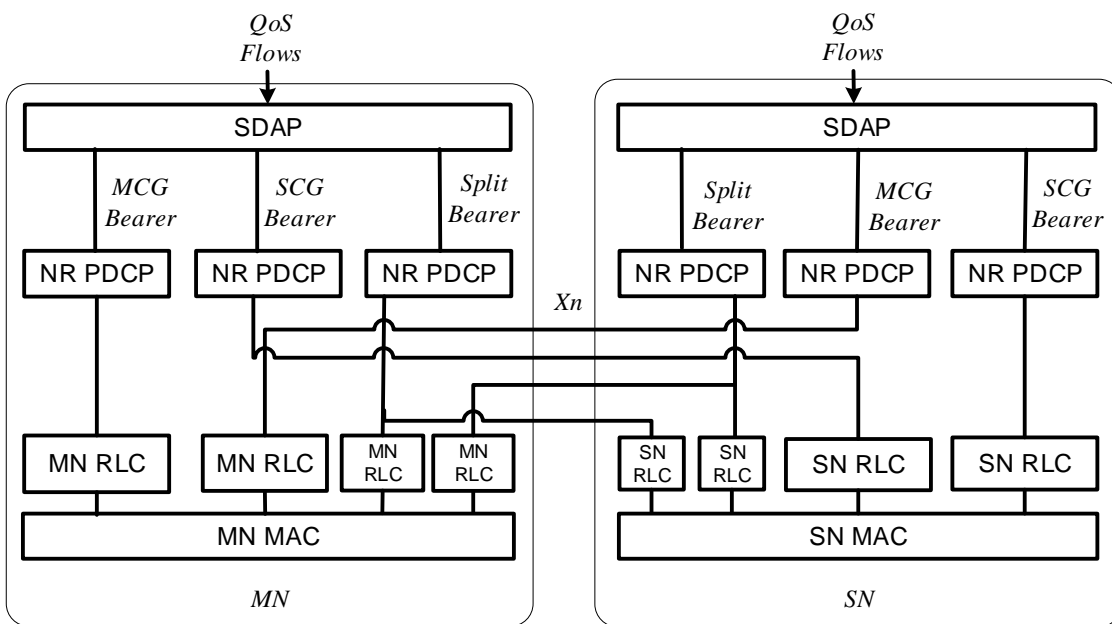 QoS
Flows
QoS
Flows
SDAP
SDAP
MCG
Bearer
SCG
Bearer
Split
Bearer
Split
Bearer
MCG
Bearer
SCG
Bearer
NR PDCP
NR PDCP
NR PDCP
NR PDCP
NR PDCP
NR PDCP
Xn
MN RLC
MN RLC
MN
RLC
MN
RLC
SN
RLC
SN
RLC
SN RLC
SN RLC
MN MAC
SN MAC
MN
SN